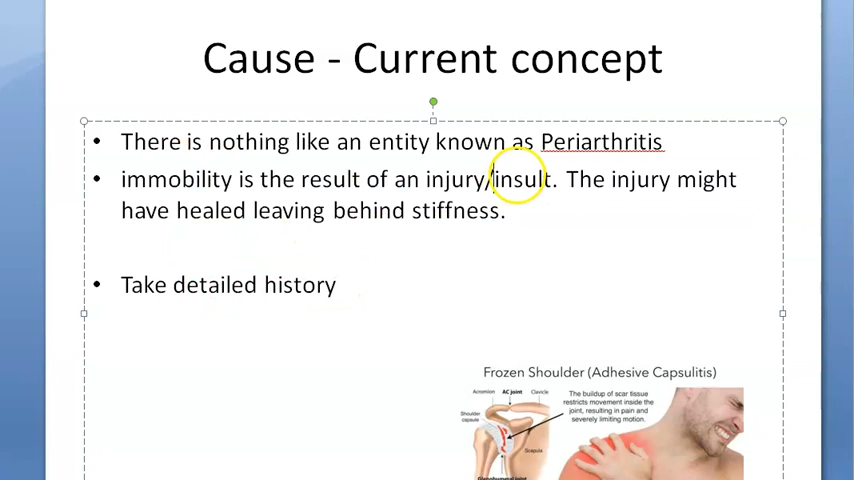 Cause - Current concept
• There is nothing like an entity known as Periarthritis
• immobility is the result of an injury/insult. The injury might
have healed leaving behind stiffness.
• Take detailed history
Frozen Shoulder (Adhesive Capsulitis)
Acromion AC joint Clavicle
The buildup of scar tissue
restricts movement inside the
joint, resulting in pain and
severely limiting motion.
Shoulder
capsule
Scapula
Glenohumeral joint